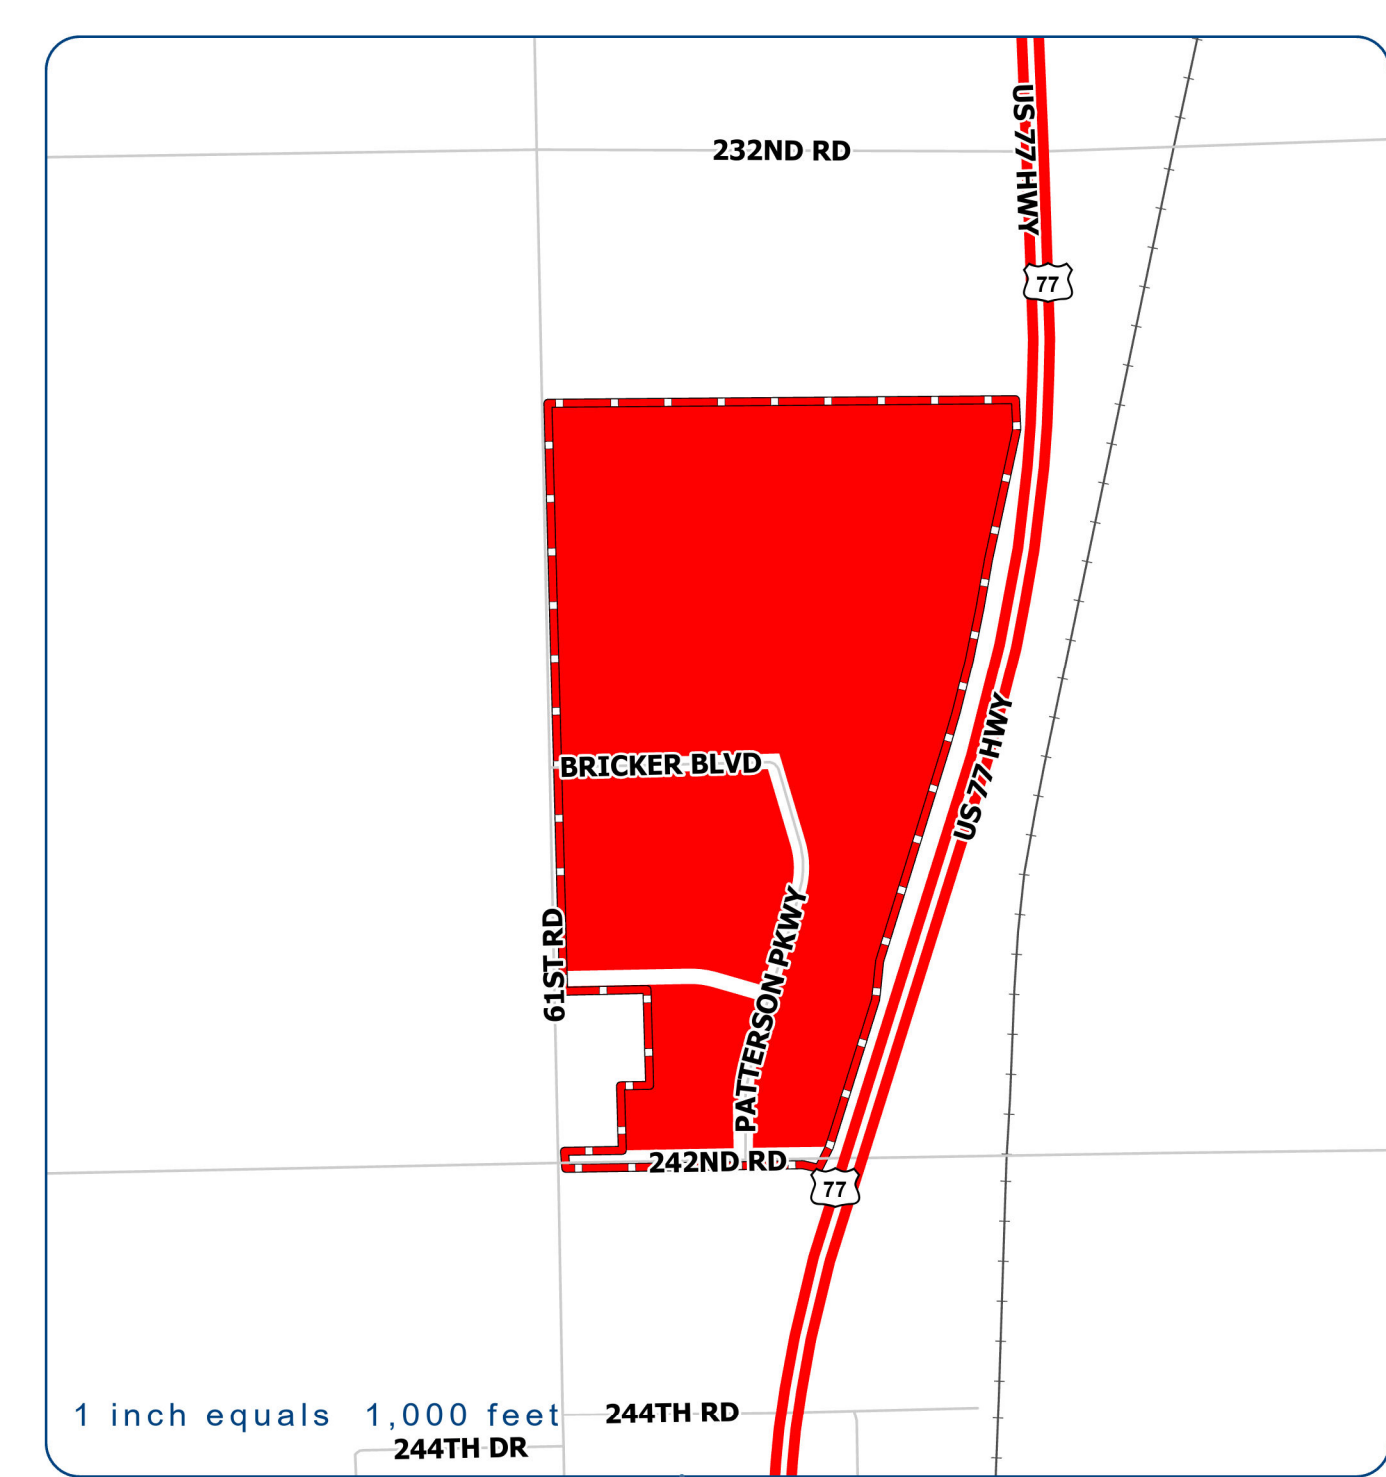 232ND RD
US 77 HWY
77
US 77 HWY
BRICKER BLVD
61ST RD
PATTERSON PKWY
242ND RD
77
1 inch equals 1,000 feet
244TH RD
244TH DR